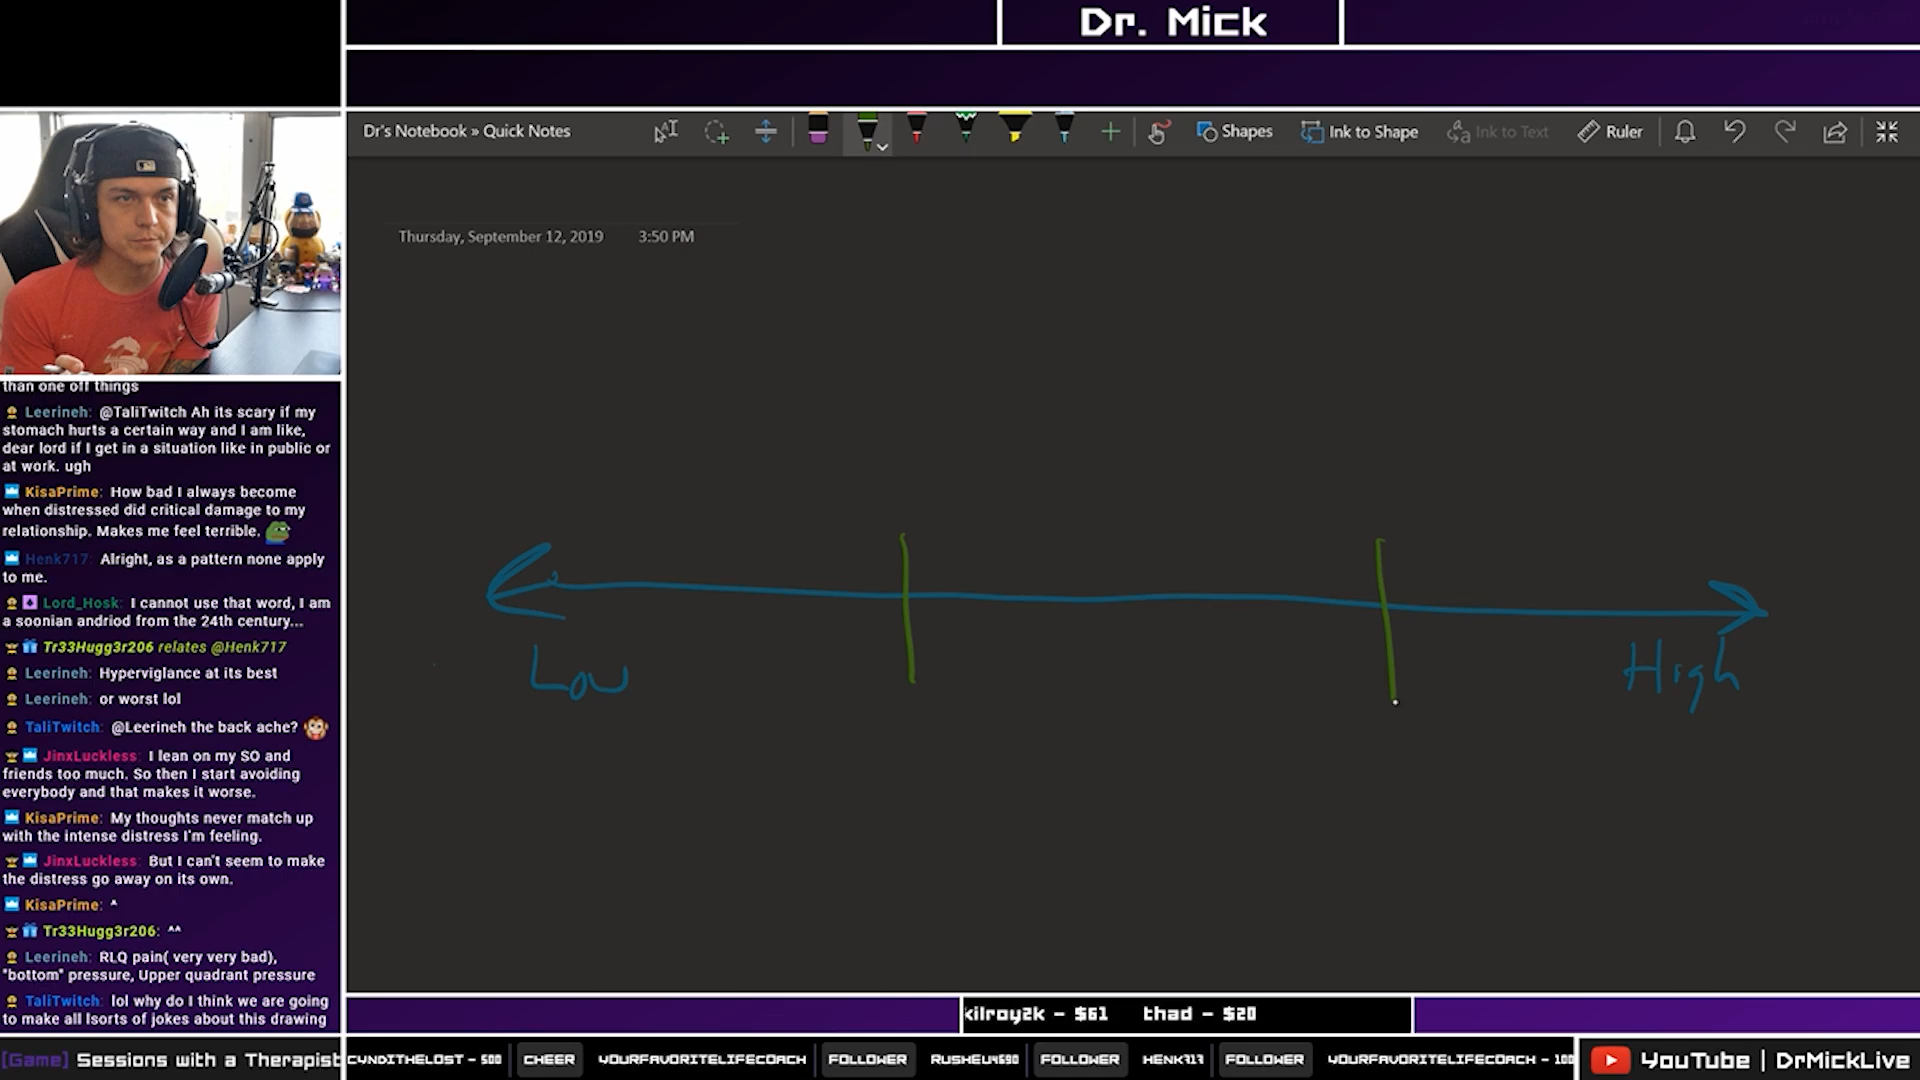 Dr. Mick
Dr's Notebook » Quick Notes
Shapes
Ink to Shape
Ink to Text
Ruler
Thursday, September 12, 2019 3:50 PM
Low
High
than one off things
Leerineh: @TaliTwitch Ah its scary if my
stomach hurts a certain way and I am like,
dear lord if I get in a situation like in public or
at work. ugh
KisaPrime: How bad I always become
when distressed did critical damage to my
relationship. Makes me feel terrible.
Henk717: Alright, as a pattern none apply
to me.
Lord_Hosk: I cannot use that word, I am
a soonian andriod from the 24th century...
Tr33Hugg3r206 relates @Henk717
Leerineh: Hyperviglance at its best
Leerineh: or worst lol
TaliTwitch: @Leerineh the back ache?
JinxLuckless: I lean on my SO and
friends too much. So then I start avoiding
everybody and that makes it worse.
KisaPrime: My thoughts never match up
with the intense distress I'm feeling.
JinxLuckless: But I can't seem to make
the distress go away on its own.
KisaPrime: ^
Tr33Hugg3r206: ^^
Leerineh: RLQ pain( very very bad),
"bottom" pressure, Upper quadrant pressure
TaliTwitch: lol why do I think we are going
to make all lsorts of jokes about this drawing
kilroy2k - $61 thad - $20
[Game] Sessions with a Therapist
CYNDITHELOST - 500 CHEER YOURFAVORITELIFECOACH FOLLOWER RUSHEU4590 FOLLOWER HENK717 FOLLOWER YOURFAVORITELIFECOACH - 100
YouTube | DrMickLive